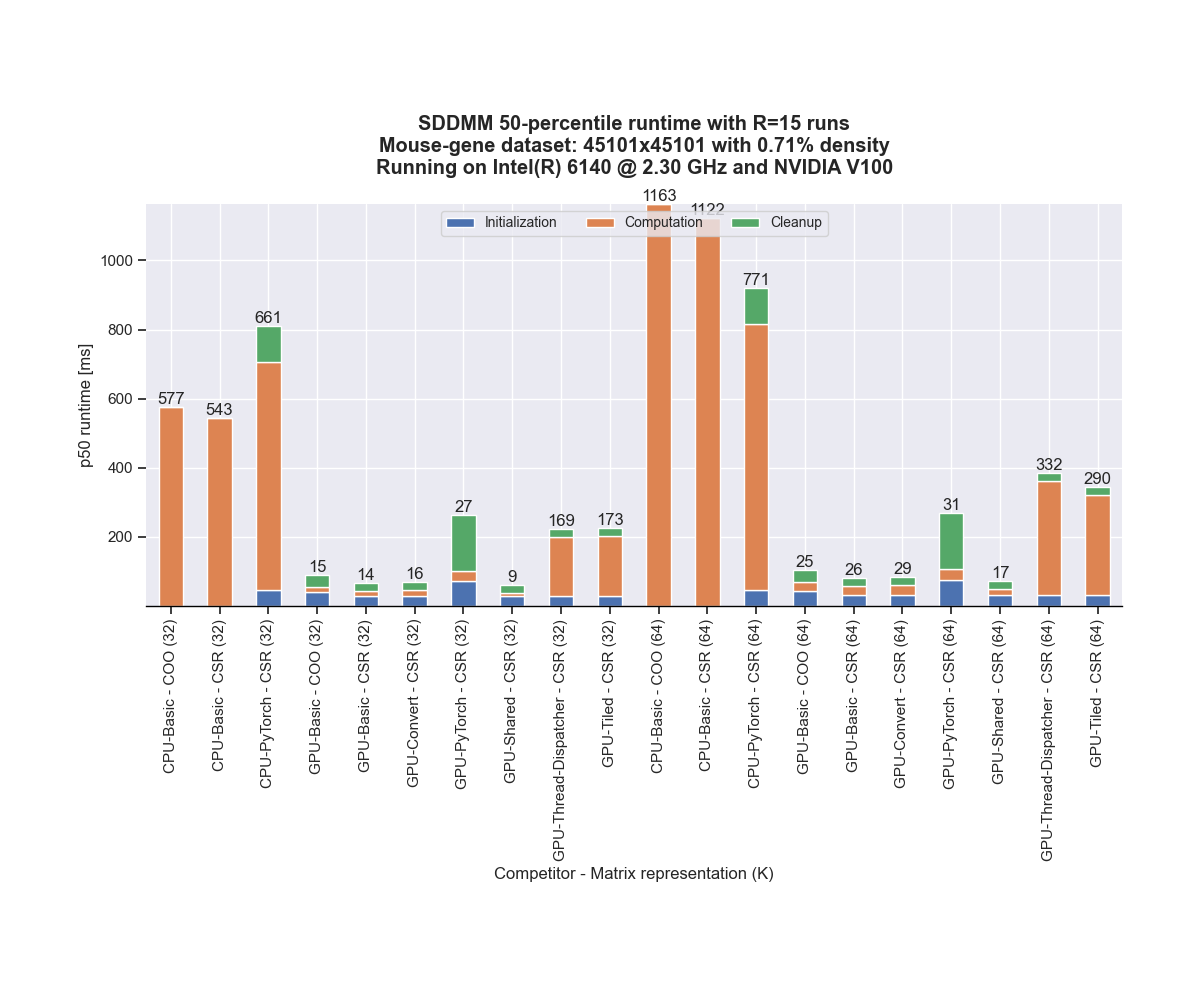 SDDMM 50-percentile runtime with R=15 runs
Mouse-gene dataset: 45101x45101 with 0.71% density
Running on Intel(R) 6140 @ 2.30 GHz and NVIDIA V100
Initialization Computation Cleanup
p50 runtime [ms]
1000
800
600
400
200
577
543
661
15
14
16
27
9
169
173
1163
1122
771
25
26
29
31
17
332
290
CPU-Basic - COO (32)
CPU-Basic - CSR (32)
CPU-PyTorch - CSR (32)
GPU-Basic - COO (32)
GPU-Basic - CSR (32)
GPU-Convert - CSR (32)
GPU-PyTorch - CSR (32)
GPU-Shared - CSR (32)
GPU-Thread-Dispatcher - CSR (32)
GPU-Tiled - CSR (32)
CPU-Basic - COO (64)
CPU-Basic - CSR (64)
CPU-PyTorch - CSR (64)
GPU-Basic - COO (64)
GPU-Basic - CSR (64)
GPU-Convert - CSR (64)
GPU-PyTorch - CSR (64)
GPU-Shared - CSR (64)
GPU-Thread-Dispatcher - CSR (64)
GPU-Tiled - CSR (64)
Competitor - Matrix representation (K)